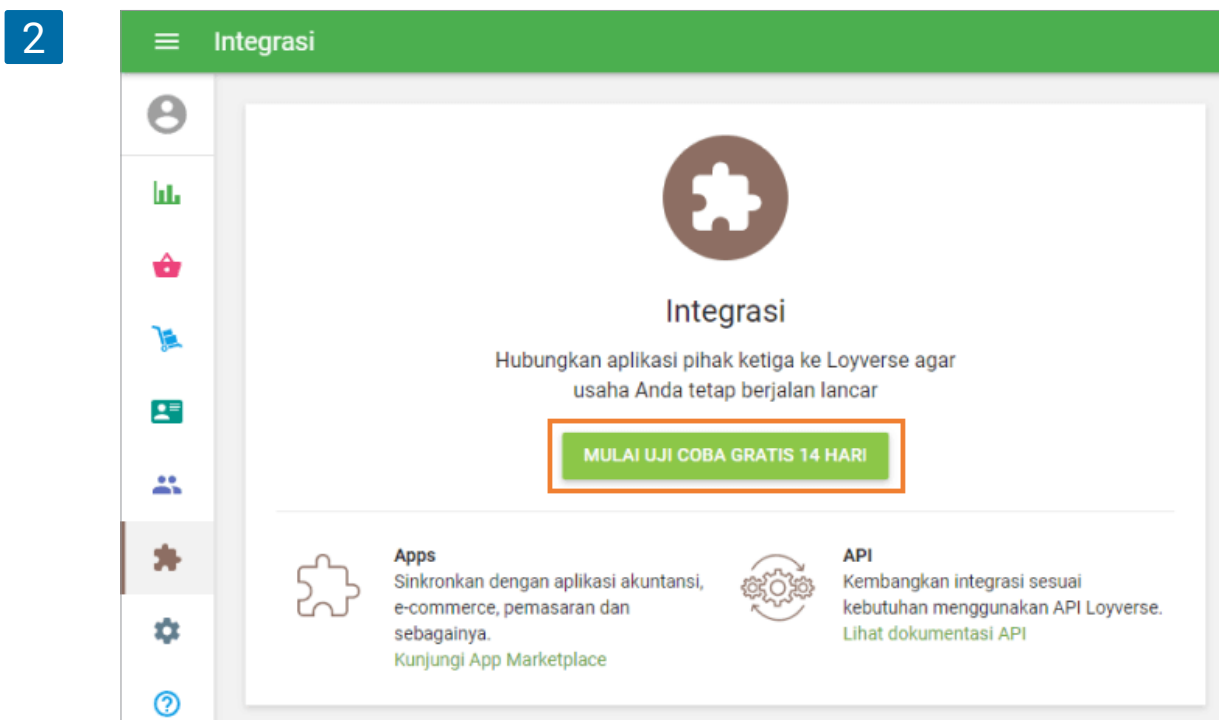 2
Integrasi
Integrasi
Hubungkan aplikasi pihak ketiga ke Loyverse agar
usaha Anda tetap berjalan lancar
MULAI UJI COBA GRATIS 14 HARI
Apps
Sinkronkan dengan aplikasi akuntansi,
e-commerce, pemasaran dan
sebagainya.
Kunjungi App Marketplace
API
Kembangkan integrasi sesuai
kebutuhan menggunakan API Loyverse.
Lihat dokumentasi API